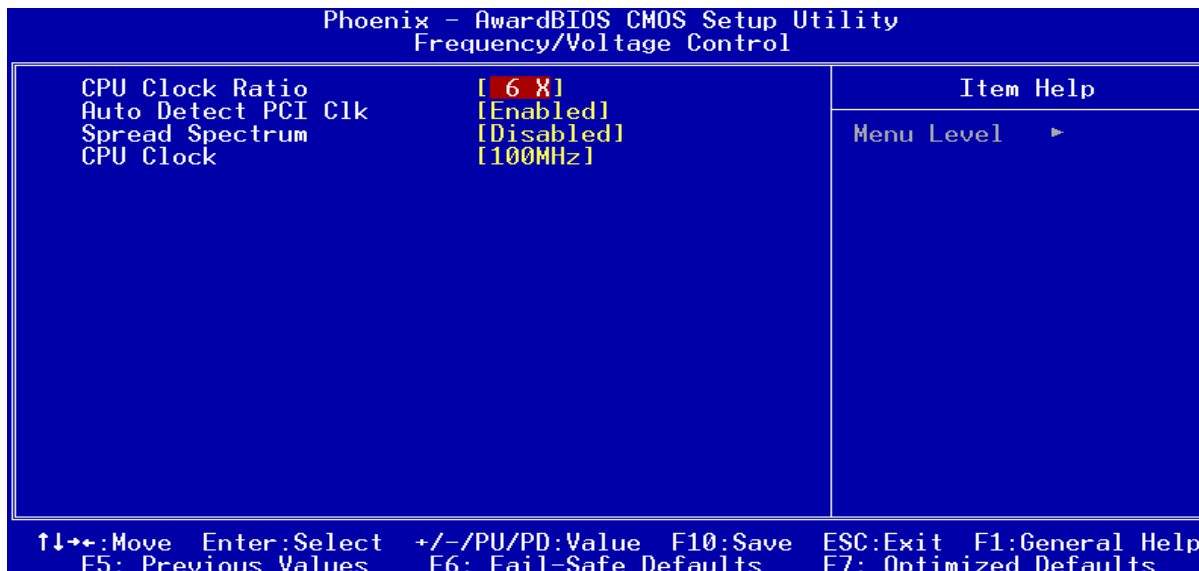 Phoenix - AwardBIOS CMOS Setup Utility
Frequency/Voltage Control
CPU Clock Ratio [ 6 X]
Auto Detect PCI Clk [Enabled]
Spread Spectrum [Disabled]
CPU Clock [100MHz]
Item Help
Menu Level ►
↑↓→←:Move Enter:Select +/-/PU/PD:Value F10:Save ESC:Exit F1:General Help
F5: Previous Values F6: Fail-Safe Defaults F7: Optimized Defaults